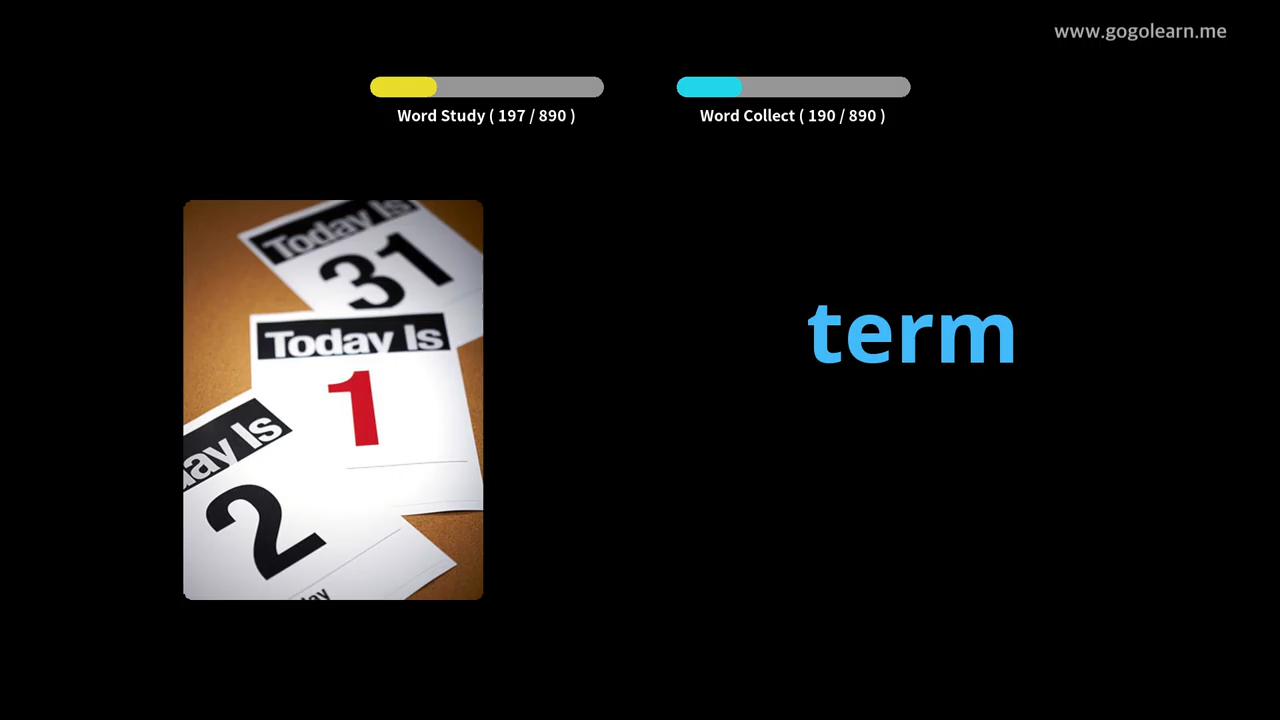 www.gogolearn.me
Word Study ( 197 / 890 )
Word Collect ( 190 / 890 )
Today Is
31
Today Is
1
ay Is
2
ay
term